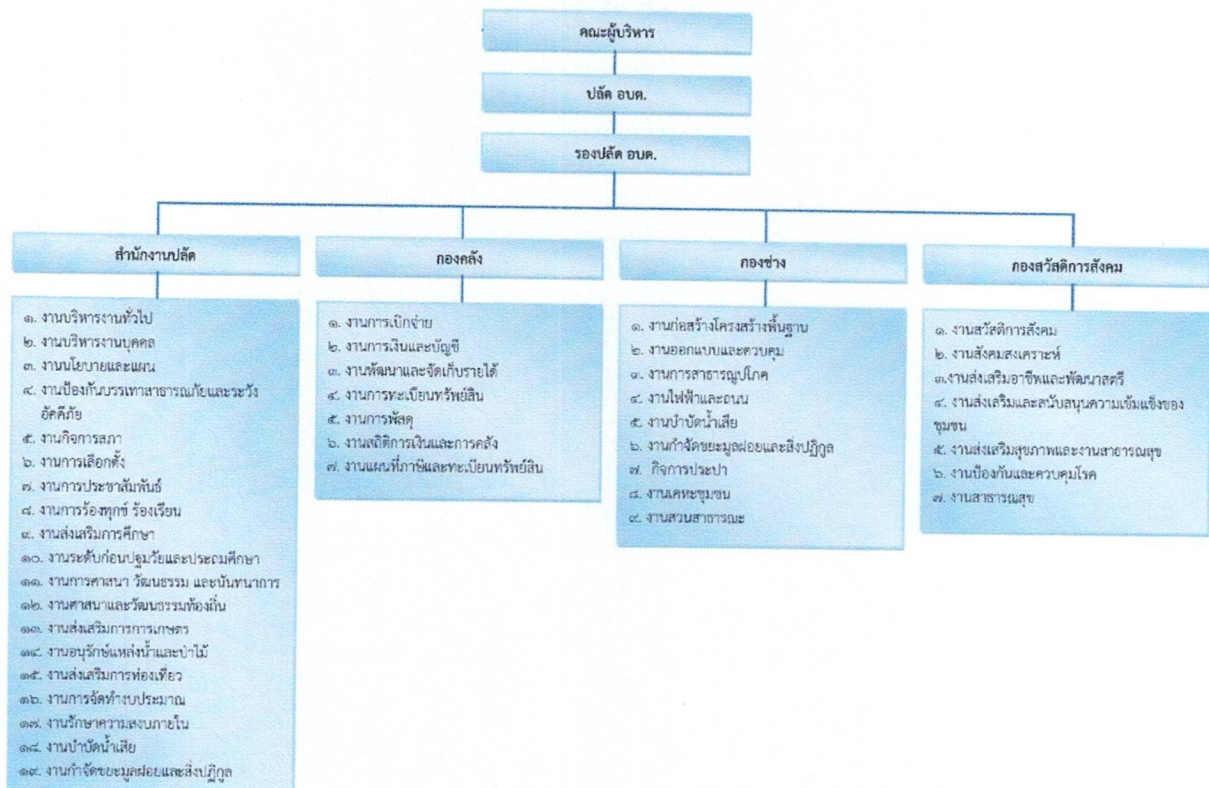 คณะผู้บริหาร
ปลัด อบต.
รองปลัด อบต.
สำนักงานปลัด
๑. งานบริหารงานทั่วไป
๒. งานบริหารงานบุคคล
๓. งานนโยบายและแผน
๔. งานป้องกันบรรเทาสาธารณภัยและระวัง
อัคคีภัย
๕. งานกิจการสภา
๖. งานการเลือกตั้ง
๗. งานการประชาสัมพันธ์
๘. งานการร้องทุกข์ ร้องเรียน
๙. งานส่งเสริมการศึกษา
๑๐. งานระดับก่อนปฐมวัยและประถมศึกษา
๑๑. งานการศาสนา วัฒนธรรม และนันทนาการ
๑๒. งานศาสนาและวัฒนธรรมท้องถิ่น
๑๓. งานส่งเสริมการการเกษตร
๑๔. งานอนุรักษ์แหล่งน้ำและป่าไม้
๑๕. งานส่งเสริมการท่องเที่ยว
๑๖. งานการจัดทำงบประมาณ
๑๗. งานรักษาความสงบภายใน
๑๘. งานบำบัดน้ำเสีย
๑๙. งานกำจัดขยะมูลฝอยและสิ่งปฏิกูล
กองคลัง
๑. งานการเบิกจ่าย
๒. งานการเงินและบัญชี
๓. งานพัฒนาและจัดเก็บรายได้
๔. งานการทะเบียนทรัพย์สิน
๕. งานการพัสดุ
๖. งานสถิติการเงินและการคลัง
๗. งานแผนที่ภาษีและทะเบียนทรัพย์สิน
กองช่าง
๑. งานก่อสร้างโครงสร้างพื้นฐาน
๒. งานออกแบบและควบคุม
๓. งานการสาธารณูปโภค
๔. งานไฟฟ้าและถนน
๕. งานบำบัดน้ำเสีย
๖. งานกำจัดขยะมูลฝอยและสิ่งปฏิกูล
๗. กิจการประปา
๘. งานเคหะชุมชน
๙. งานสวนสาธารณะ
กองสวัสดิการสังคม
๑. งานสวัสดิการสังคม
๒. งานสังคมสงเคราะห์
๓.งานส่งเสริมอาชีพและพัฒนาสตรี
๔. งานส่งเสริมและสนับสนุนความเข้มแข็งของ
ชุมชน
๕. งานส่งเสริมสุขภาพและงานสาธารณสุข
๖. งานป้องกันและควบคุมโรค
๗. งานสาธารณสุข